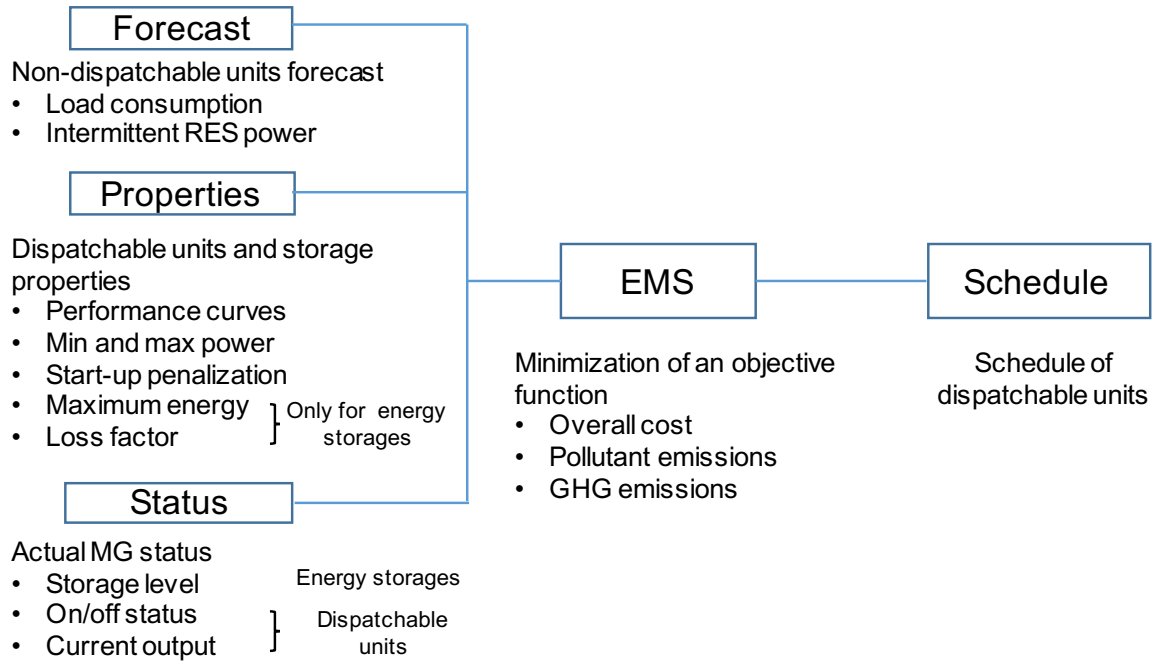 Forecast
Non-dispatchable units forecast
• Load consumption
• Intermittent RES power
Properties
Dispatchable units and storage
properties
• Performance curves
• Min and max power
• Start-up penalization
• Maximum energy
• Loss factor
Only for energy
storages
Status
Actual MG status
• Storage level
Energy storages
• On/off status
• Current output
Dispatchable
units
EMS
Minimization of an objective
function
• Overall cost
• Pollutant emissions
• GHG emissions
Schedule
Schedule of
dispatchable units